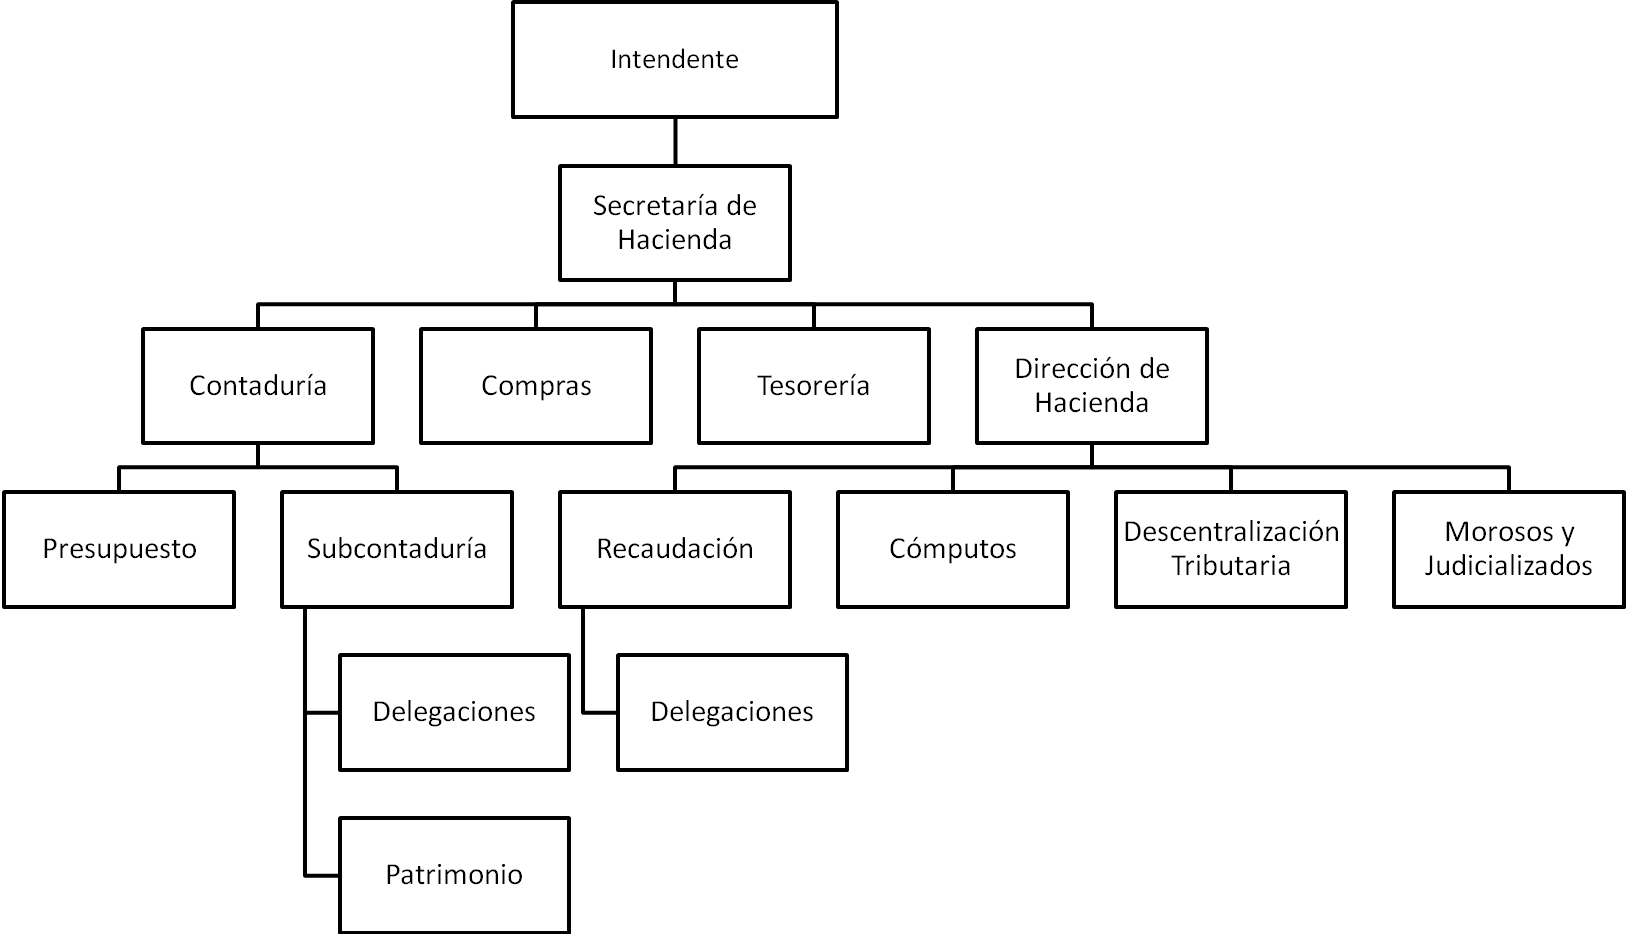 Intendente
Secretaría de
Hacienda
Contaduría
Compras
Tesorería
Dirección de
Hacienda
Presupuesto
Subcontaduría
Recaudación
Cómputos
Descentralización
Tributaria
Morosos y
Judicializados
Delegaciones
Delegaciones
Patrimonio